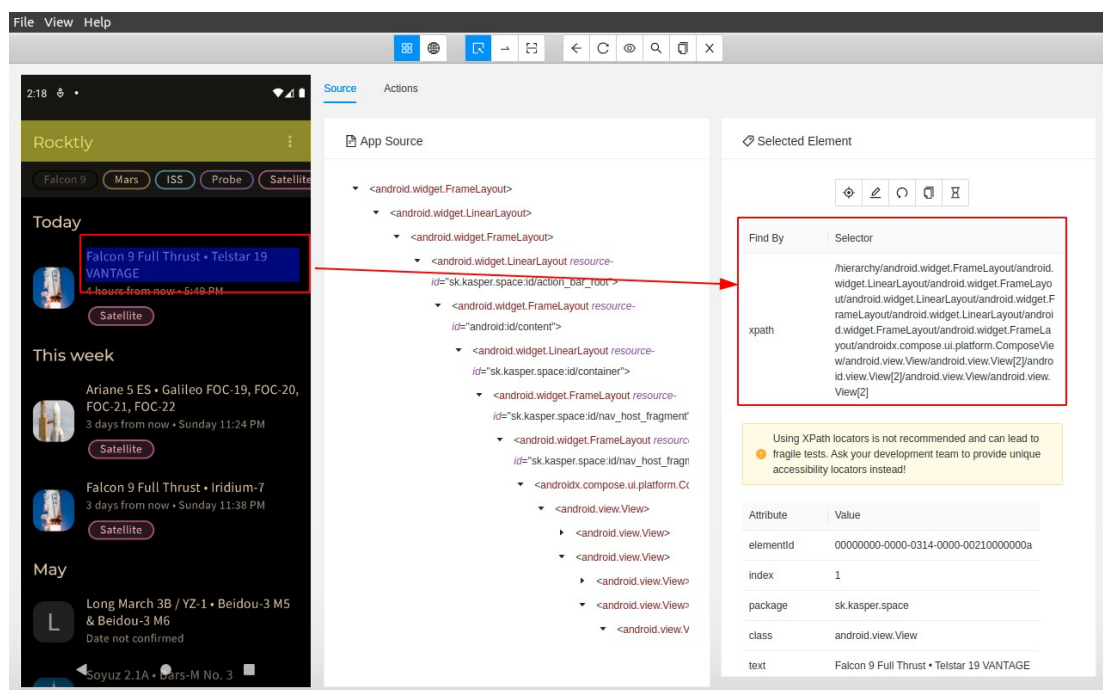 File View Help
2:18
Rocktly
Falcon 9 Mars ISS Probe Satellite
Today
Falcon 9 Full Thrust • Telstar 19
VANTAGE
4 hours from now • 5:49 PM
Satellite
This week
Ariane 5 ES • Galileo FOC-19, FOC-20,
FOC-21, FOC-22
3 days from now • Sunday 11:24 PM
Satellite
Falcon 9 Full Thrust • Iridium-7
3 days from now • Sunday 11:38 PM
Satellite
May
L
Long March 3B / YZ-1 • Beidou-3 M5
& Beidou-3 M6
Date not confirmed
Soyuz 2.1A • Bars-M No. 3
Source Actions
App Source
<android.widget.FrameLayout>
<android.widget.LinearLayout>
<android.widget.FrameLayout>
<android.widget.LinearLayout resource-
id="sk.kasper.space:id/action_bar_root">
<android.widget.FrameLayout resource-
id="android:id/content">
<android.widget.LinearLayout resource-
id="sk.kasper.space:id/container">
<android.widget.FrameLayout resource-
id="sk.kasper.space:id/nav_host_fragment"
<android.widget.FrameLayout resourc
id="sk.kasper.space:id/nav_host_fragn
<androidx.compose.ui.platform.Cc
<android.view.View>
<android.view.View>
<android.view.View>
<android.view.View>
<android.view.View>
<android.view.V
Selected Element
Find By Selector
xpath
/hierarchy/android.widget.FrameLayout/android.
widget.LinearLayout/android.widget.FrameLayo
ut/android.widget.LinearLayout/android.widget.F
rameLayout/android.widget.LinearLayout/androi
d.widget.FrameLayout/android.widget.FrameLa
yout/androidx.compose.ui.platform.ComposeVie
w/android.view.View/android.view.View[2]/andro
id.view.View[2]/android.view.View/android.view.
View[2]
Using XPath locators is not recommended and can lead to
fragile tests. Ask your development team to provide unique
accessibility locators instead!
Attribute Value
elementId 00000000-0000-0314-0000-00210000000a
index 1
package sk.kasper.space
class android.view.View
text Falcon 9 Full Thrust • Telstar 19 VANTAGE